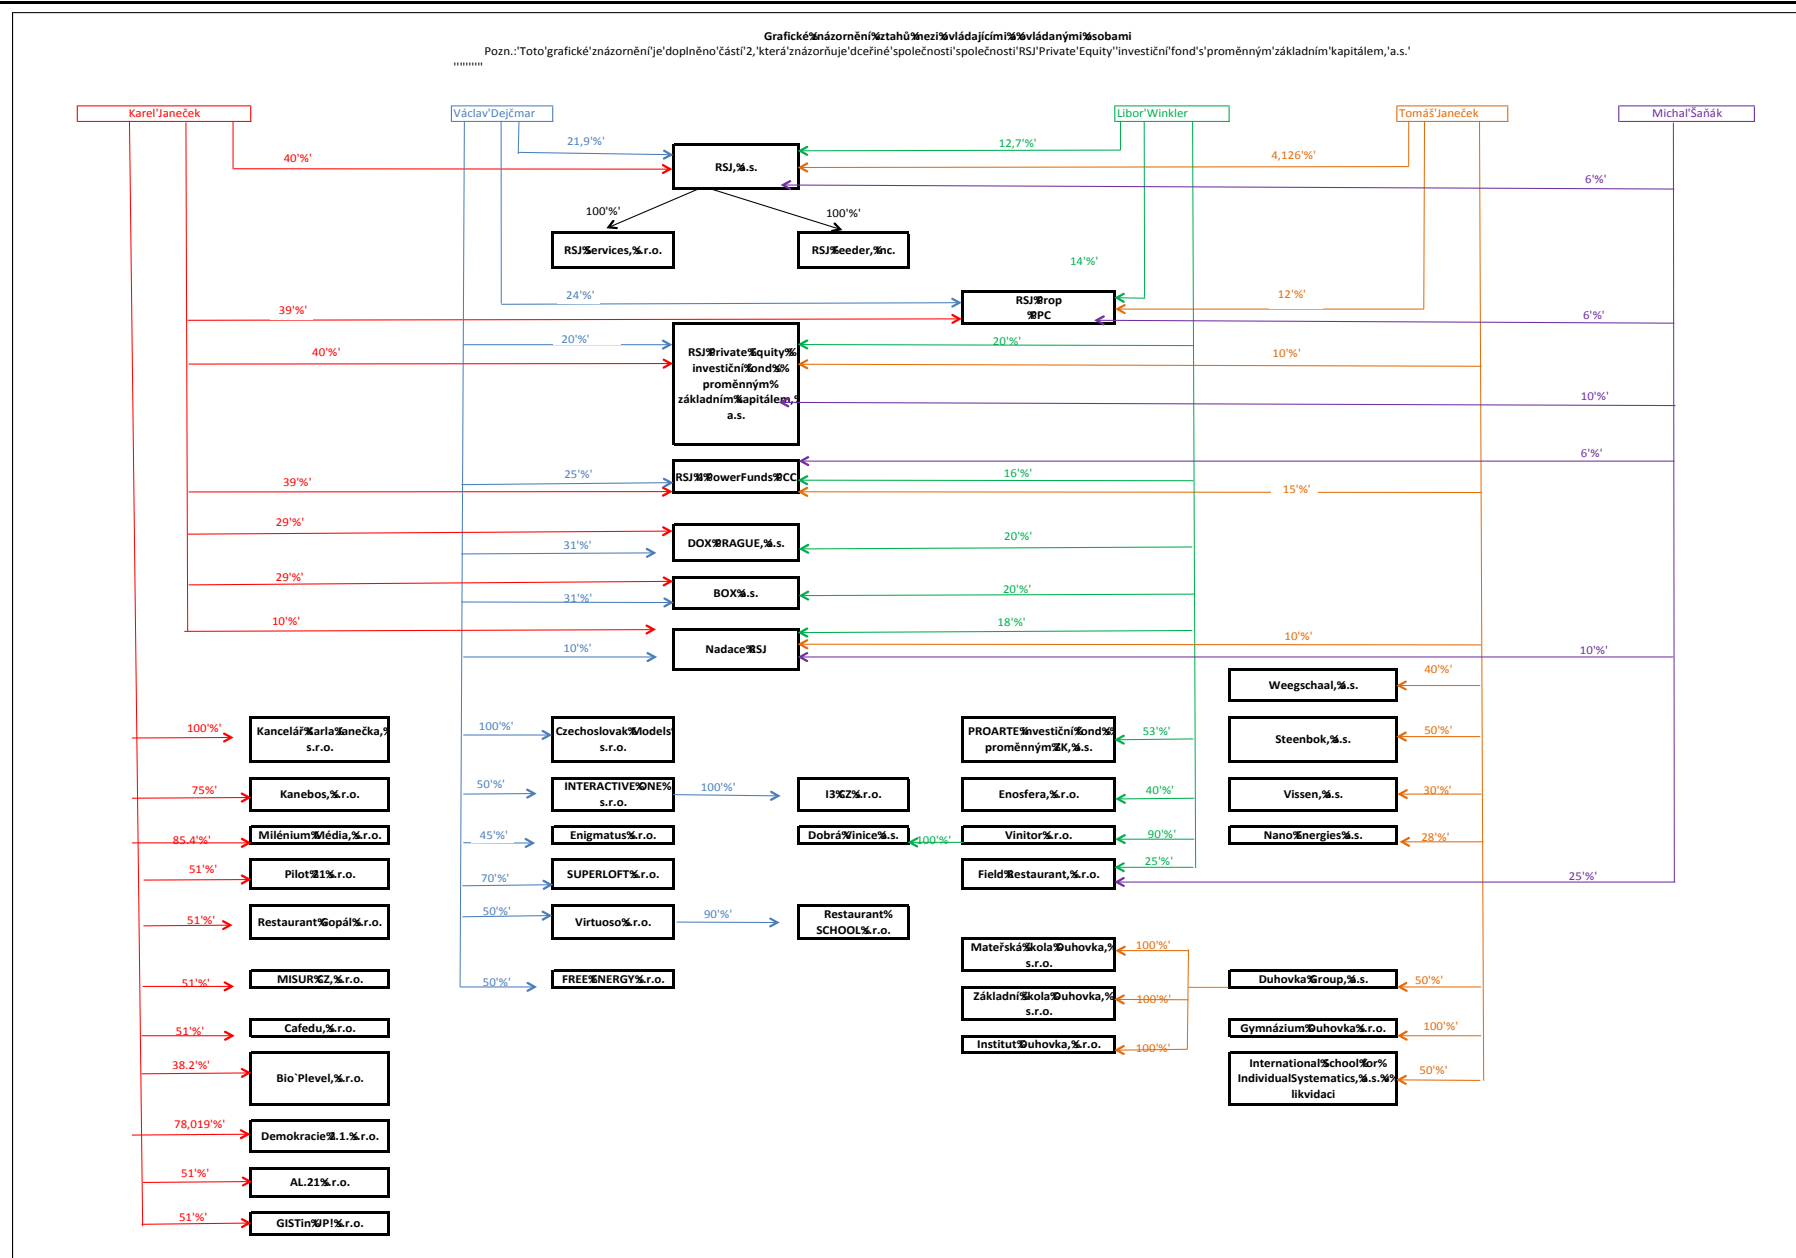 Grafické znázornění vztahů mezi ovládajícími a ovládanými osobami
Pozn.:'Toto'grafické'znázornění'je'doplněno'částí'2,'která'znázorňuje'dceřiné'společnosti'společnosti'RSJ'Private'Equity''investiční'fond's'proměnným'základním'kapitálem,'a.s.'
'''''''''
Karel'Janeček
Václav'Dejčmar
Libor'Winkler
Tomáš'Janeček
Michal'Šaňák
21,9'%'
12,7'%'
40'%'
RSJ,%a.s.
4,126%'
6'%'
100'%'
100'%'
RSJ%Services,%s.r.o.
RSJ%Feeder,%Inc.
14'%'
24'%'
RSJ%Prop
%PPC
12'%'
39'%'
6'%'
20'%'
20'%'
40'%'
10'%'
RSJ%Private%Equity%
investiční%fond%s%
proměnným%
základním%kapitálem,%
a.s.
10'%'
6'%'
25'%'
RSJ%4%PowerFunds%PCC
16'%'
39'%'
15'%'
29'%'
31'%'
DOX%PRAGUE,%a.s.
20'%'
29'%'
31'%'
BOX%a.s.
20'%'
10'%'
18'%'
10'%'
Nadace%RSJ
10'%'
10'%'
40'%'
Weegschaal,%a.s.
100'%'
Kancelář%Karla%Janečka,%
s.r.o.
100'%'
Czechoslovak%Models%
s.r.o.
PROARTE%investiční%fond%s%
proměnným%ZK,%a.s.
53'%'
Steenbok,%a.s.
50'%'
75%'
Kanebos,%s.r.o.
50'%'
INTERACTIVE%ONE%
s.r.o.
100'%'
I3%CZ%s.r.o.
Enosfera,%s.r.o.
40'%'
Vissen,%a.s.
30'%'
85.4'%'
Milénium%Média,%s.r.o.
45'%'
Enigmatus%s.r.o.
Dobrá%Vinice%a.s.
100'%'
Vinitor%s.r.o.
90'%'
Nano%Energies%a.s.
28'%'
51'%'
Pilot%21%s.r.o.
70'%'
SUPERLOFT%s.r.o.
Field%Restaurant,%s.r.o.
25'%'
25'%'
51'%'
Restaurant%Gopál%s.r.o.
50'%'
Virtuoso%s.r.o.
90'%'
Restaurant%
SCHOOL%s.r.o.
Mateřská%škola%Duhovka,%
s.r.o.
100'%'
51'%'
MISUR%CZ,%s.r.o.
50'%'
FREE%ENERGY%s.r.o.
Základní%škola%Duhovka,%
s.r.o.
100'%'
Duhovka%Group,%a.s.
50'%'
51'%'
Cafedu,%s.r.o.
Institut%Duhovka,%s.r.o.
100'%'
Gymnázium%Duhovka%s.r.o.
100'%'
38.2'%'
Bio`Plevel,%s.r.o.
International%School%for%
IndividualSystematics,%a.s.%v%
likvidaci
50'%'
78,019'%'
Demokracie%2.1.%s.r.o.
51'%'
AL.21%s.r.o.
51'%'
GISTin%UP!%s.r.o.